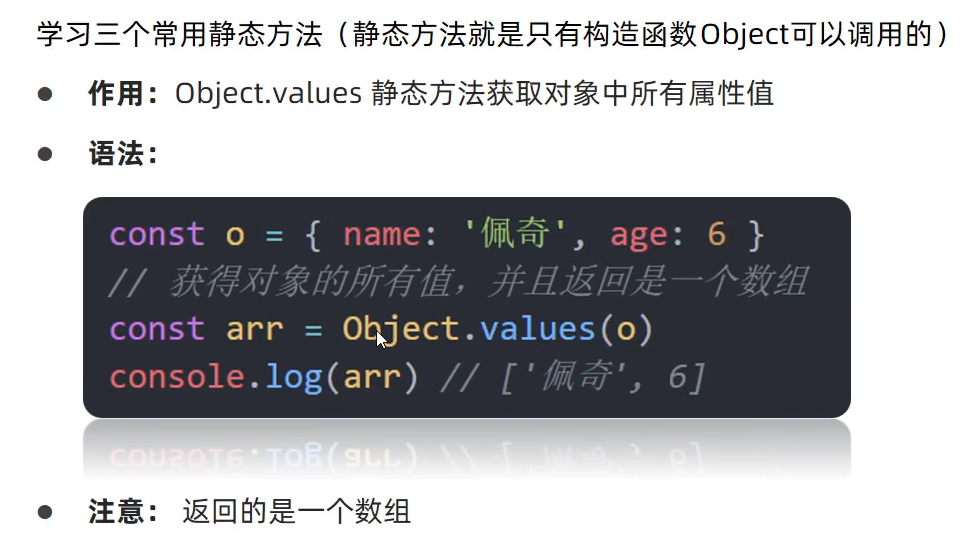 学习三个常用静态方法（静态方法就是只有构造函数Object可以调用的）
● 作用：Object.values 静态方法获取对象中所有属性值
● 语法：
const o = { name: '佩奇', age: 6 }
// 获得对象的所有值，并且返回是一个数组
const arr = Object.values(o)
console.log(arr) // ['佩奇', 6]
● 注意： 返回的是一个数组